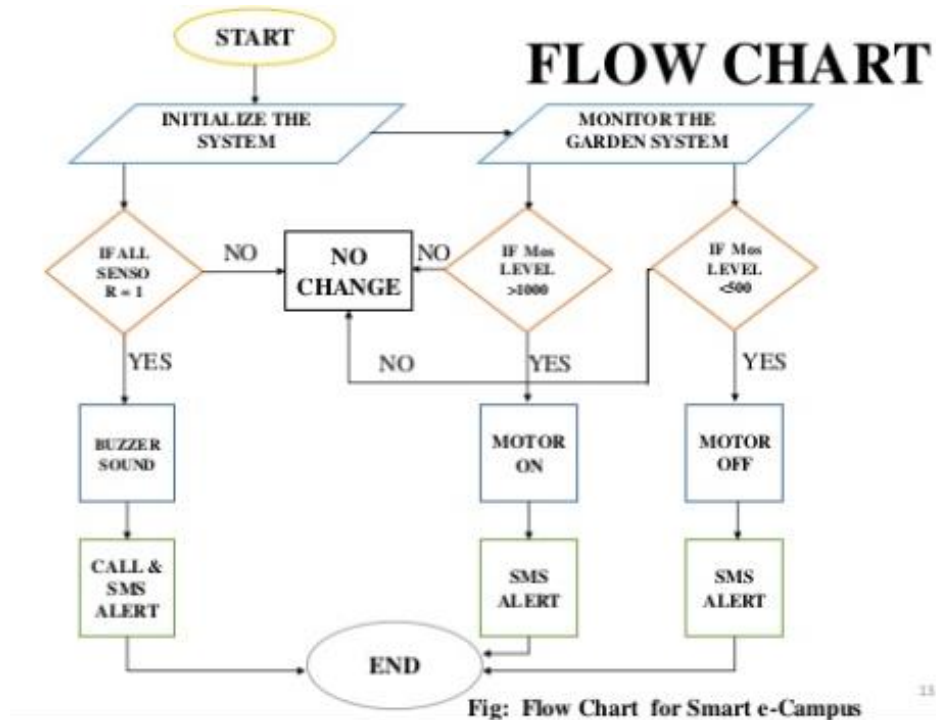 START
FLOW CHART
INITIALIZE THE
SYSTEM
MONITOR THE
GARDEN SYSTEM
IF ALL
SENSO
R = 1
NO
NO
CHANGE
NO
IF Mos
LEVEL
>1000
IF Mos
LEVEL
<500
YES
NO
YES
YES
BUZZER
SOUND
MOTOR
ON
MOTOR
OFF
CALL &
SMS
ALERT
SMS
ALERT
SMS
ALERT
END
13
Fig: Flow Chart for Smart e-Campus